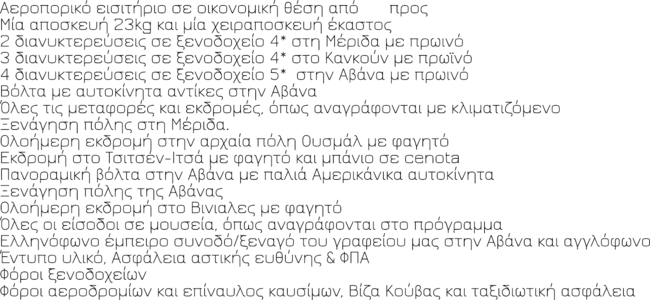 Αεροπορικό εισιτήριο σε οικονομική θέση από προς
Μία αποσκευή 23kg και μία χειραποσκευή έκαστος
2 διανυκτερεύσεις σε ξενοδοχείο 4* στη Μέριδα με πρωινό
3 διανυκτερεύσεις σε ξενοδοχείο 4* στο Κανκούν με πρωϊνό
4 διανυκτερεύσεις σε ξενοδοχείο 5* στην Αβάνα με πρωινό
Βόλτα με αυτοκίνητα αντίκες στην Αβάνα
Όλες τις μεταφορές και εκδρομές, όπως αναγράφονται με κλιματιζόμενο
Ξενάγηση πόλης στη Μέριδα.
Ολοήμερη εκδρομή στην αρχαία πόλη Ουσμάλ με φαγητό
Εκδρομή στο Τσιτσέν-Ιτσά με φαγητό και μπάνιο σε cenota
Πανοραμική βόλτα στην Αβάνα με παλιά Αμερικάνικα αυτοκίνητα
Ξενάγηση πόλης της Αβάνας
Ολοήμερη εκδρομή στο Βινιαλες με φαγητό
Όλες οι είσοδοι σε μουσεία, όπως αναγράφονται στο πρόγραμμα
Ελληνόφωνο έμπειρο συνοδό/ξεναγό του γραφείου μας στην Αβάνα και αγγλόφωνο
Έντυπο υλικό, Ασφάλεια αστικής ευθύνης & ΦΠΑ
Φόροι ξενοδοχείων
Φόροι αεροδρομίων και επίναυλος καυσίμων, Βίζα Κούβας και ταξιδιωτική ασφάλεια